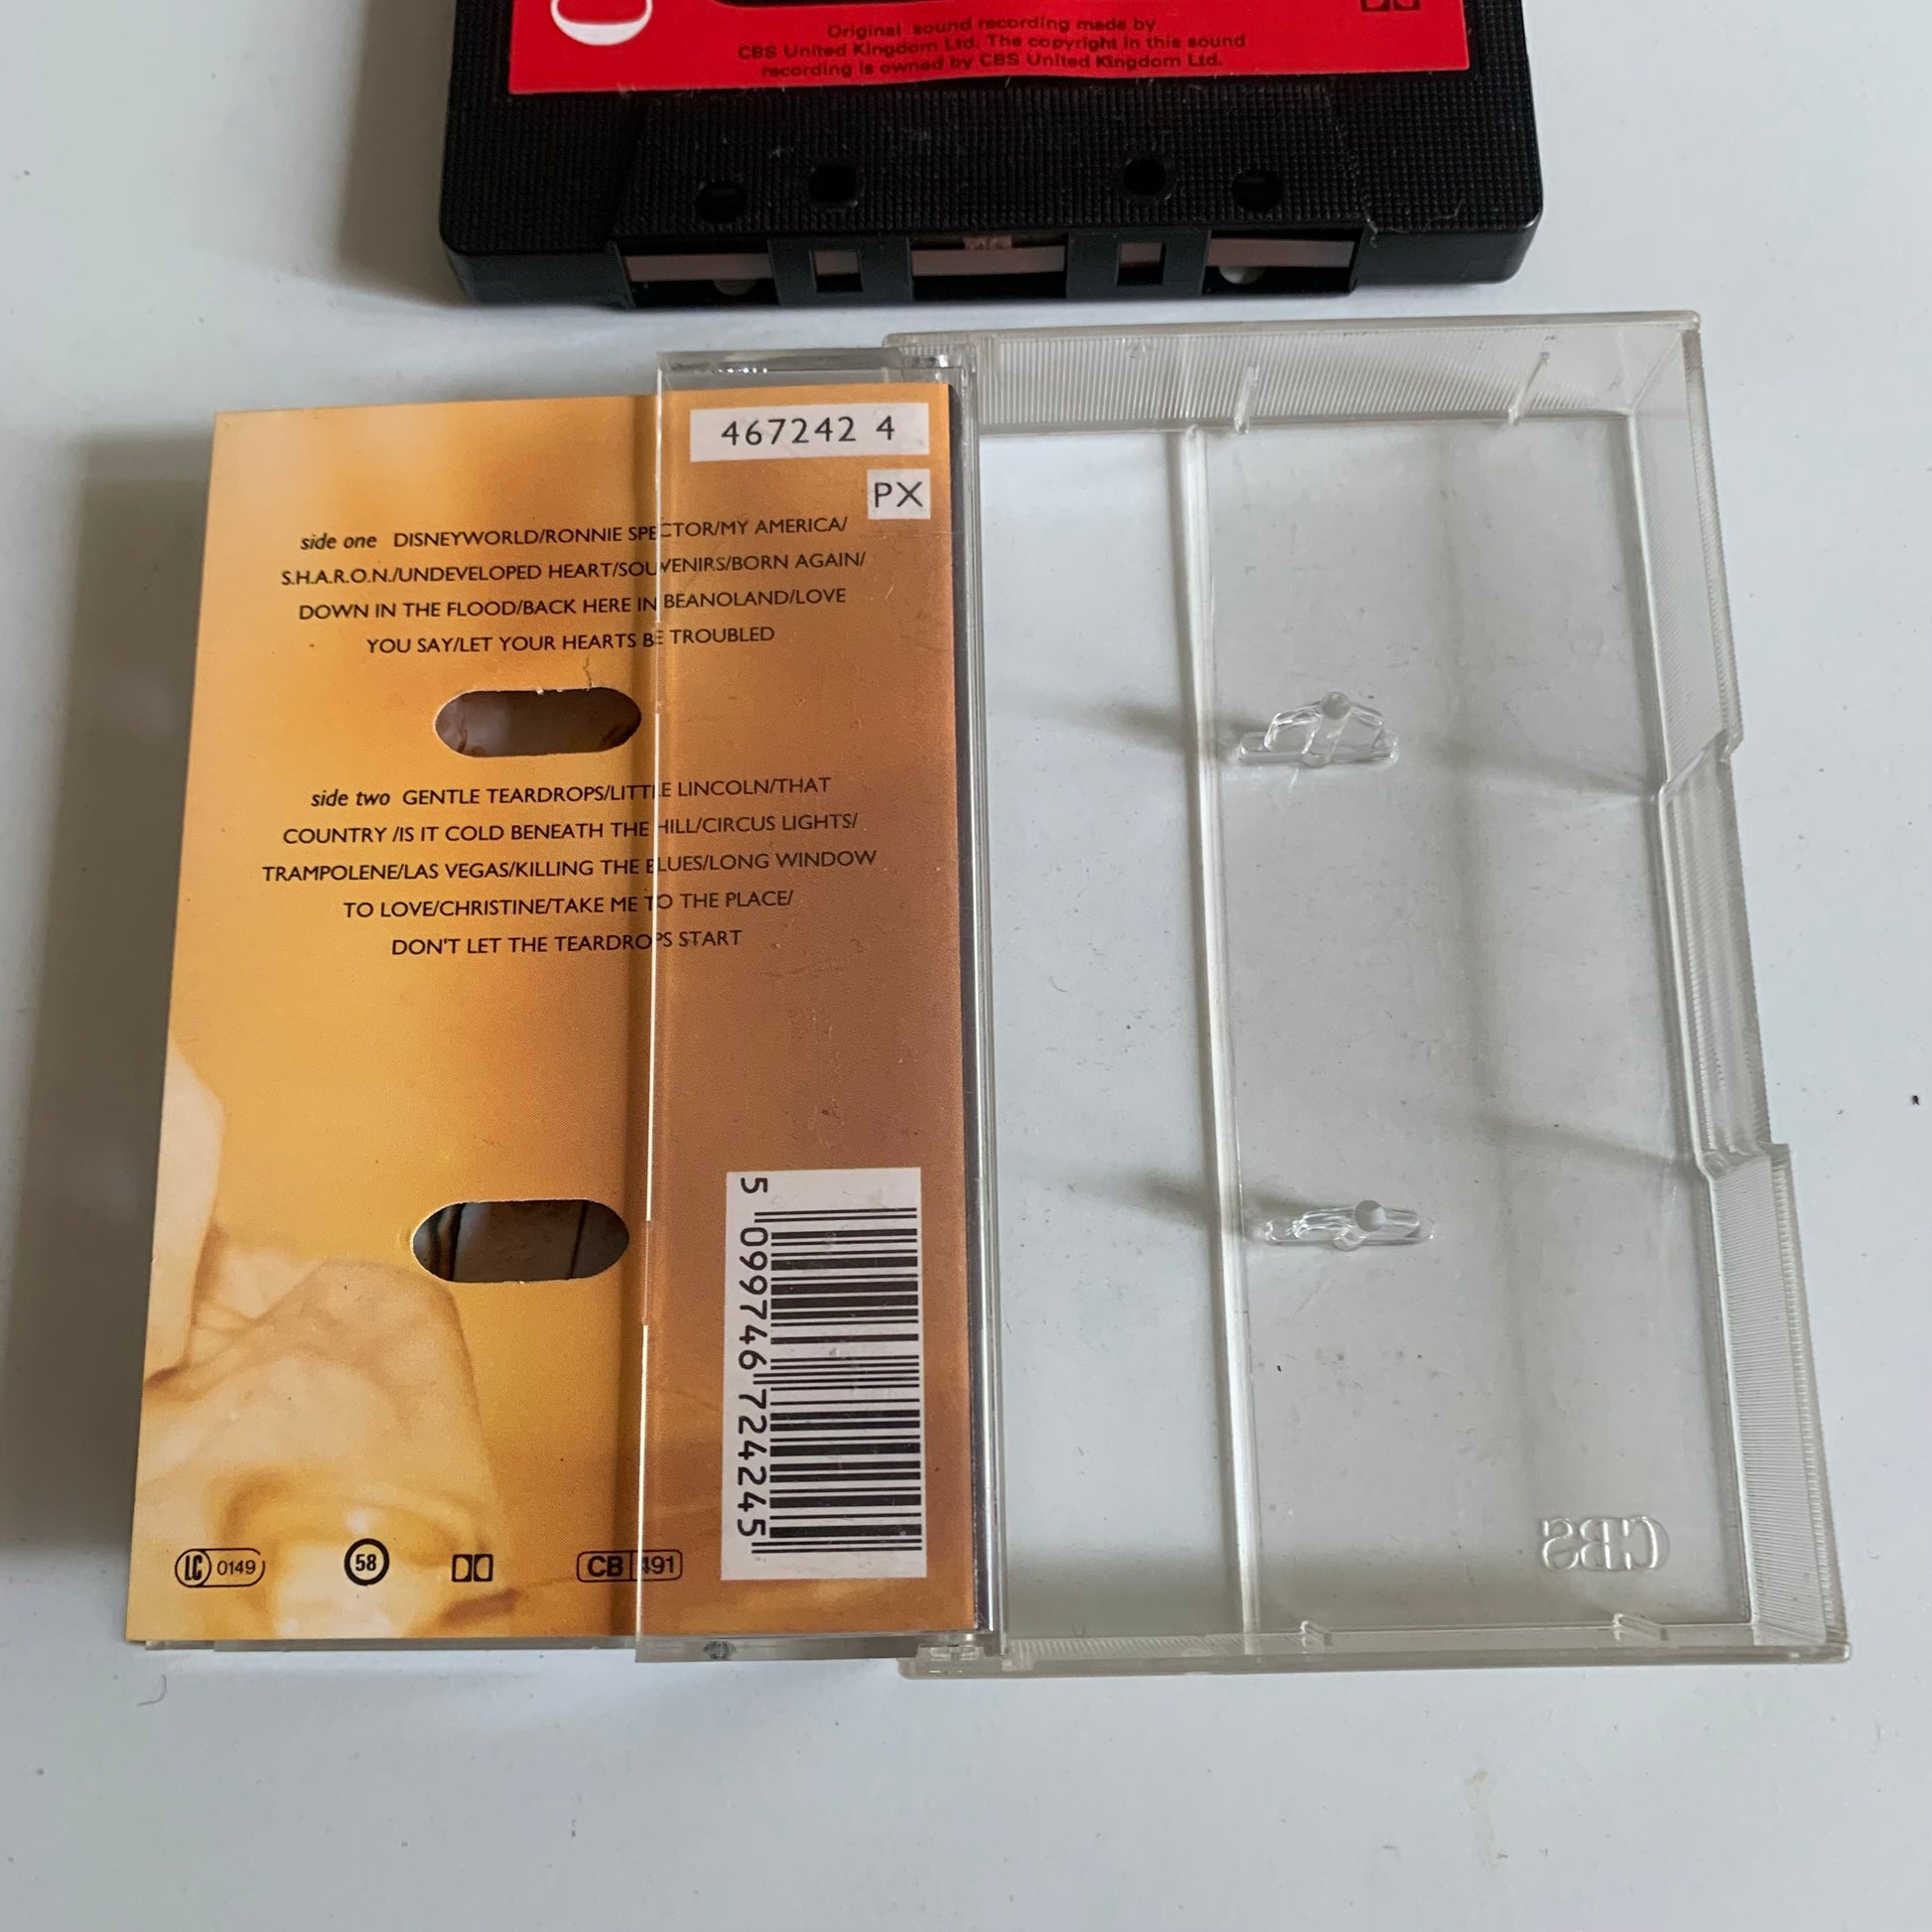 Original sound recording made by
CBS United Kingdom Ltd. The copyright in this sound
recording is owned by CBS United Kingdom Ltd.
467242 4
PX
side one DISNEYWORLD/RONNIE SPECTOR/MY AMERICA/
S.H.A.R.O.N./UNDEVELOPED HEART/SOUVENIRS/BORN AGAIN/
DOWN IN THE FLOOD/BACK HERE IN BEANOLAND/LOVE
YOU SAY/LET YOUR HEARTS BE TROUBLED
side two GENTLE TEARDROPS/LITTLE LINCOLN/THAT
COUNTRY /IS IT COLD BENEATH THE HILL/CIRCUS LIGHTS/
TRAMPOLENE/LAS VEGAS/KILLING THE BLUES/LONG WINDOW
TO LOVE/CHRISTINE/TAKE ME TO THE PLACE/
DON'T LET THE TEARDROPS START
5 099746 724245
LC 0149
58
CB 491
CBS